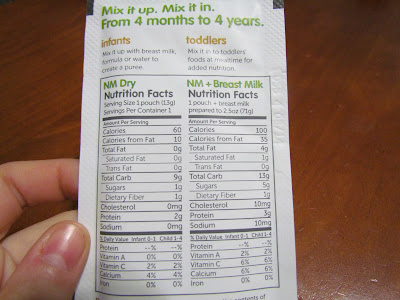 Mix it up. Mix it in.
From 4 months to 4 years.
infants
Mix it up with breast milk,
formula or water to
create a puree.
toddlers
Mix it in to toddlers'
foods at mealtime for
added nutrition.
NM Dry
Nutrition Facts
Serving Size 1 pouch (13g)
Servings Per Container 1
Amount Per Serving
Calories 60
Calories from Fat 10
Total Fat 0g
Saturated Fat 0g
Trans Fat 0g
Total Carb 9g
Sugars 1g
Dietary Fiber 1g
Cholesterol 0mg
Protein 2g
Sodium 0mg
% Daily Value Infant 0-1 Child 1-4
Protein --% --%
Vitamin A 0% 0%
Vitamin C 2% 2%
Calcium 4% 4%
Iron 0% 0%
NM + Breast Milk
Nutrition Facts
1 pouch + breast milk
prepared to 2.5oz (71g)
Amount Per Serving
Calories 100
Calories from Fat 35
Total Fat 4g
Saturated Fat 1g
Trans Fat 0g
Total Carb 13g
Sugars 5g
Dietary Fiber 1g
Cholesterol 10mg
Protein 3g
Sodium 10mg
% Daily Value Infant 0-1 Child 1-4
Protein --% --%
Vitamin A 2% 2%
Vitamin C 6% 6%
Calcium 6% 6%
Iron 0% 0%
contents of